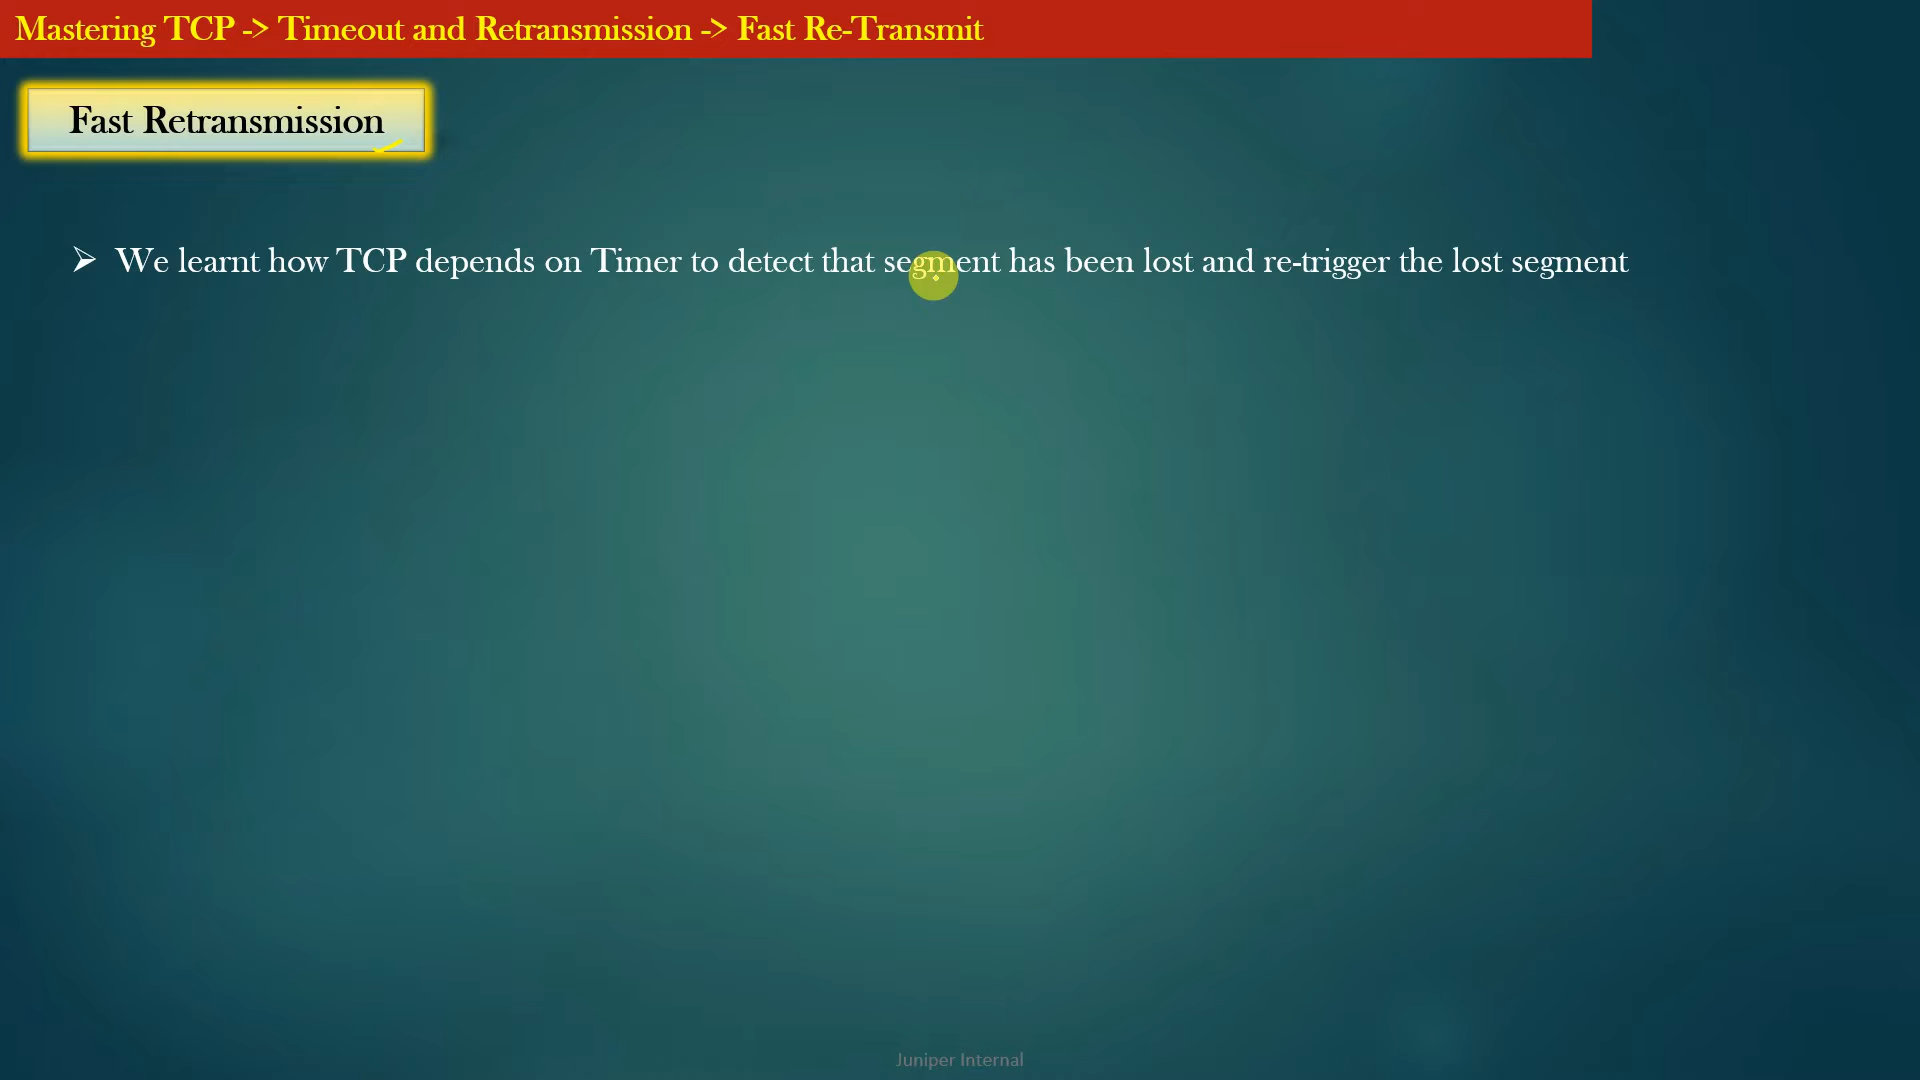 Mastering TCP -> Timeout and Retransmission -> Fast Re-Transmit
Fast Retransmission
We learnt how TCP depends on Timer to detect that segment has been lost and re-trigger the lost segment
Juniper Internal